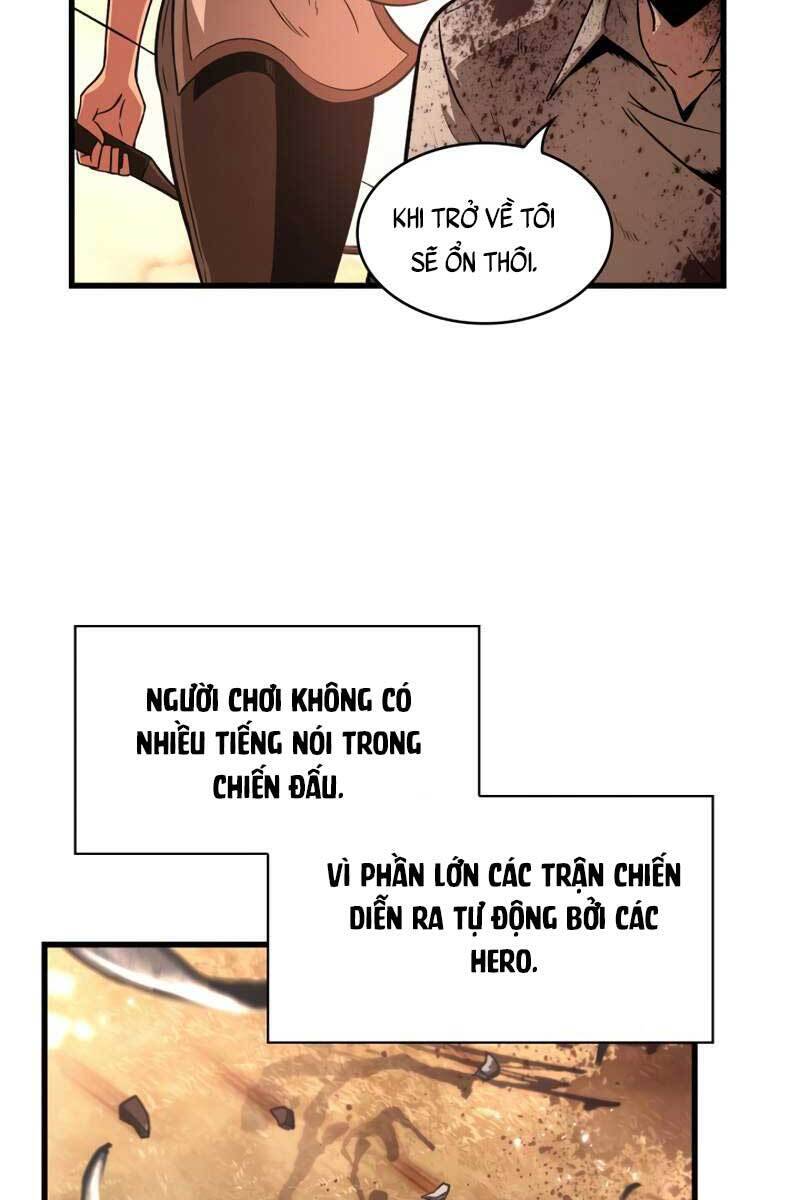 KHI TRỞ VỀ TÔI
SẼ ỔN THÔI.
NGƯỜI CHƠI KHÔNG CÓ
NHIỀU TIẾNG NÓI TRONG
CHIẾN ĐẤU.
VÌ PHẦN LỚN CÁC TRẬN CHIẾN
DIỄN RA TỰ ĐỘNG BỞI CÁC
HERO.